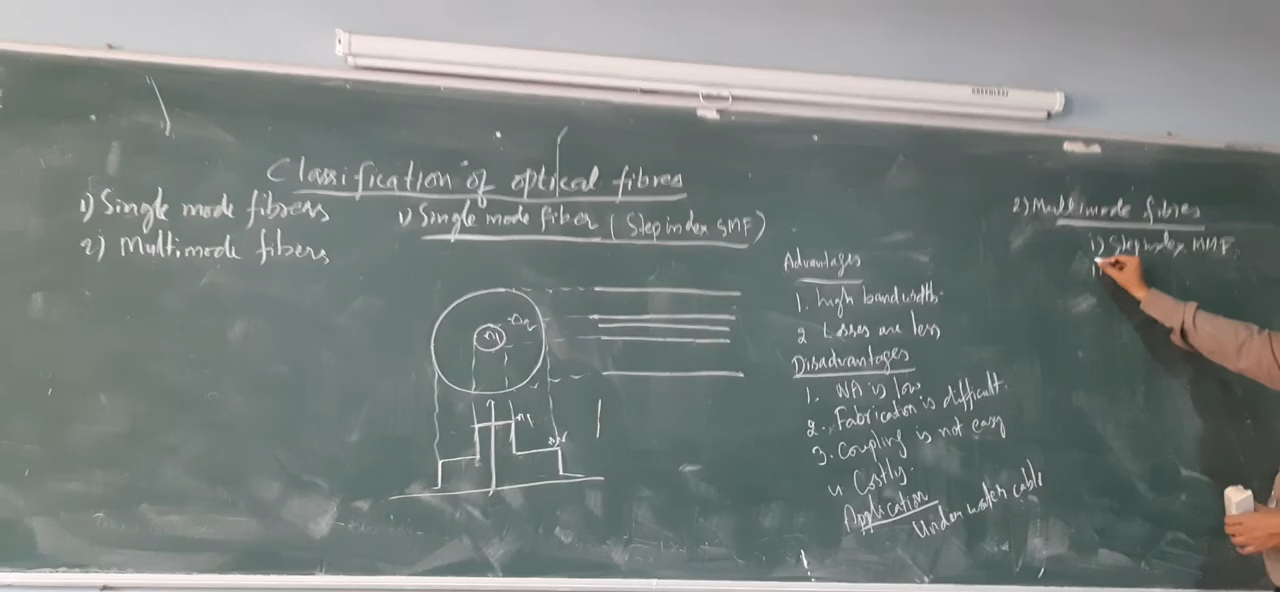 Classification of optical fibres
1) Single mode fibers
2) Multimode fibers
1) Single mode fiber (Step index SMF)
n1
n2
n1
Advantages
1. high bandwidth.
2 Losses are less
Disadvantages
1. NA is low
2. Fabrication is difficult.
3. Coupling is not easy
4 Costly.
Application
Under water cable
2) Multimode fibres
i) Step index MMF